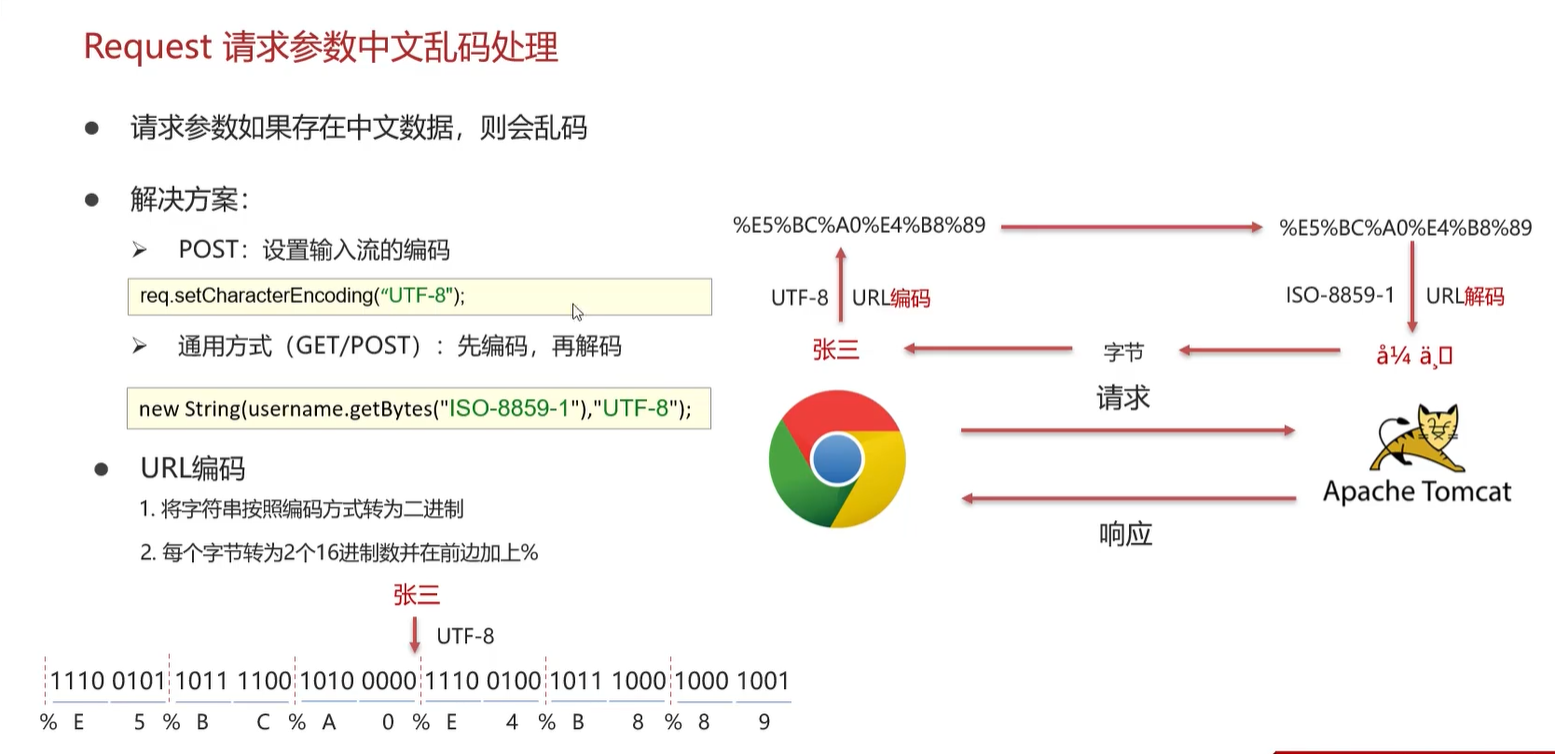 Request 请求参数中文乱码处理
● 请求参数如果存在中文数据，则会乱码
● 解决方案：
➢ POST：设置输入流的编码
req.setCharacterEncoding(“UTF-8");
➢ 通用方式（GET/POST）：先编码，再解码
new String(username.getBytes("ISO-8859-1"),"UTF-8");
● URL编码
1. 将字符串按照编码方式转为二进制
2. 每个字节转为2个16进制数并在前边加上%
张三
UTF-8
1110 0101 1011 1100 1010 0000 1110 0100 1011 1000 1000 1001
% E 5 % B C % A 0 % E 4 % B 8 % 8 9
%E5%BC%A0%E4%B8%89 %E5%BC%A0%E4%B8%89
UTF-8 URL编码 ISO-8859-1 URL解码
张三 字节 å¼ ä¸
请求
Apache Tomcat
响应